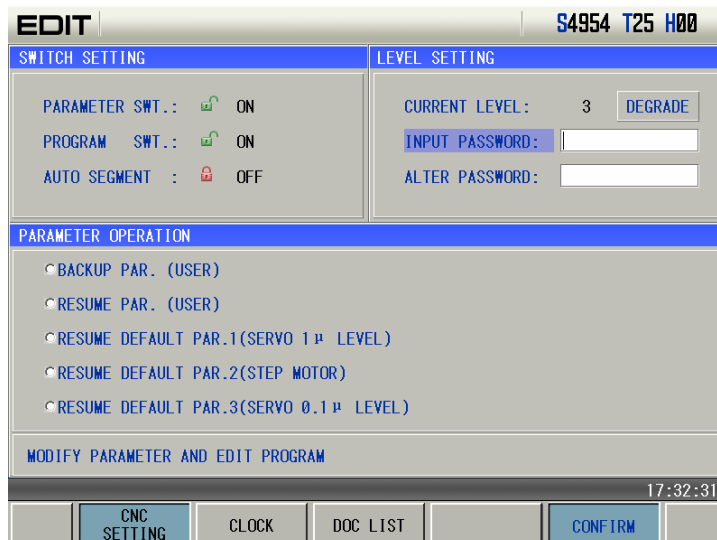 EDIT S4954 T25 H00
SWITCH SETTING
PARAMETER SWT.: ON
PROGRAM SWT.: ON
AUTO SEGMENT : OFF
LEVEL SETTING
CURRENT LEVEL: 3 DEGRADE
INPUT PASSWORD:
ALTER PASSWORD:
PARAMETER OPERATION
BACKUP PAR. (USER)
RESUME PAR. (USER)
RESUME DEFAULT PAR.1(SERVO 1μ LEVEL)
RESUME DEFAULT PAR.2(STEP MOTOR)
RESUME DEFAULT PAR.3(SERVO 0.1μ LEVEL)
MODIFY PARAMETER AND EDIT PROGRAM
17:32:31
CNC
SETTING
CLOCK
DOC LIST
CONFIRM